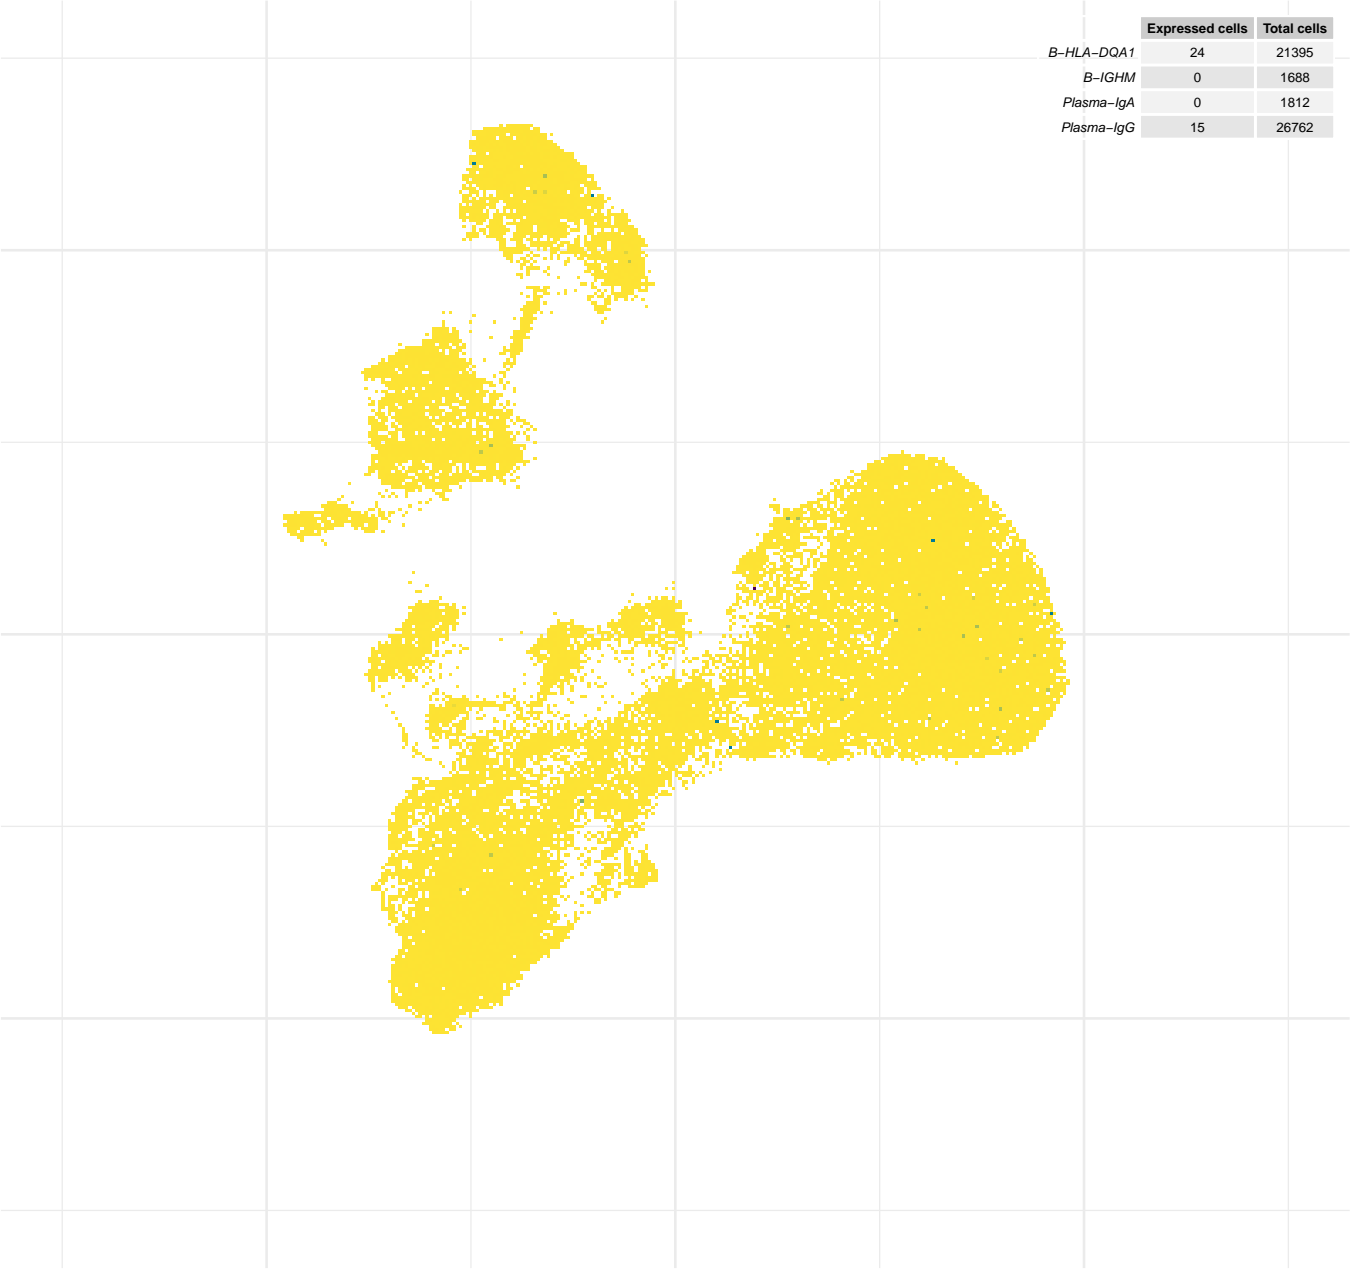 Expressed cells Total cells
B−HLA−DQA1 24 21395
B−IGHM 0 1688
Plasma−IgA 0 1812
Plasma−IgG 15 26762